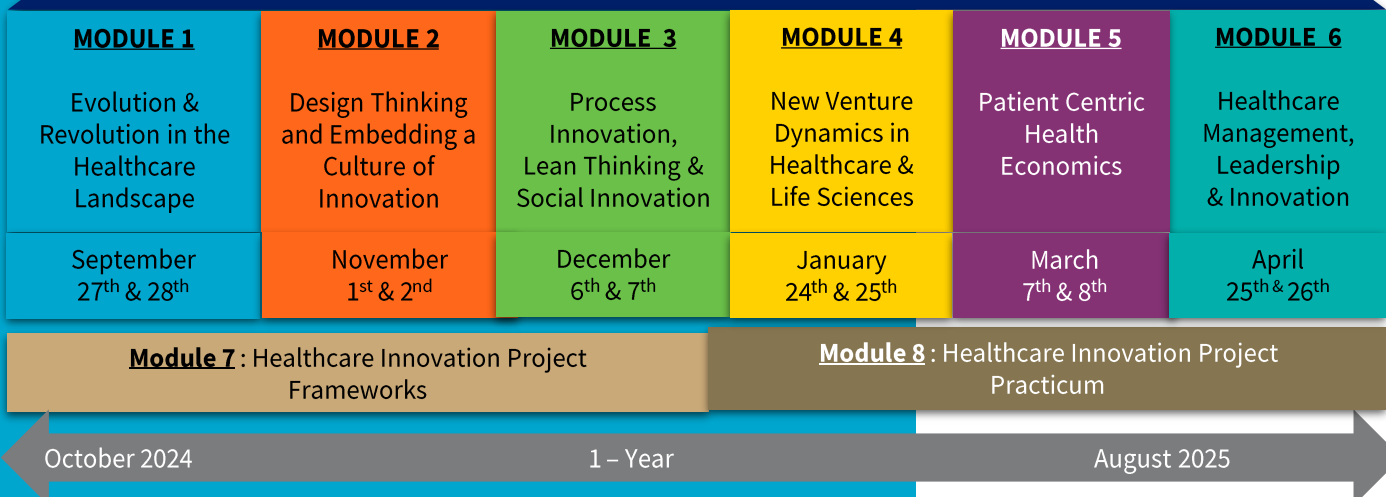 MODULE 1
Evolution &
Revolution in the
Healthcare
Landscape
September
27th & 28th
MODULE 2
Design Thinking
and Embedding a
Culture of
Innovation
November
1st & 2nd
MODULE 3
Process
Innovation,
Lean Thinking &
Social Innovation
December
6th & 7th
MODULE 4
New Venture
Dynamics in
Healthcare &
Life Sciences
January
24th & 25th
MODULE 5
Patient Centric
Health
Economics
March
7th & 8th
MODULE 6
Healthcare
Management,
Leadership
& Innovation
April
25th & 26th
Module 7 : Healthcare Innovation Project
Frameworks
Module 8 : Healthcare Innovation Project
Practicum
October 2024
1 – Year
August 2025